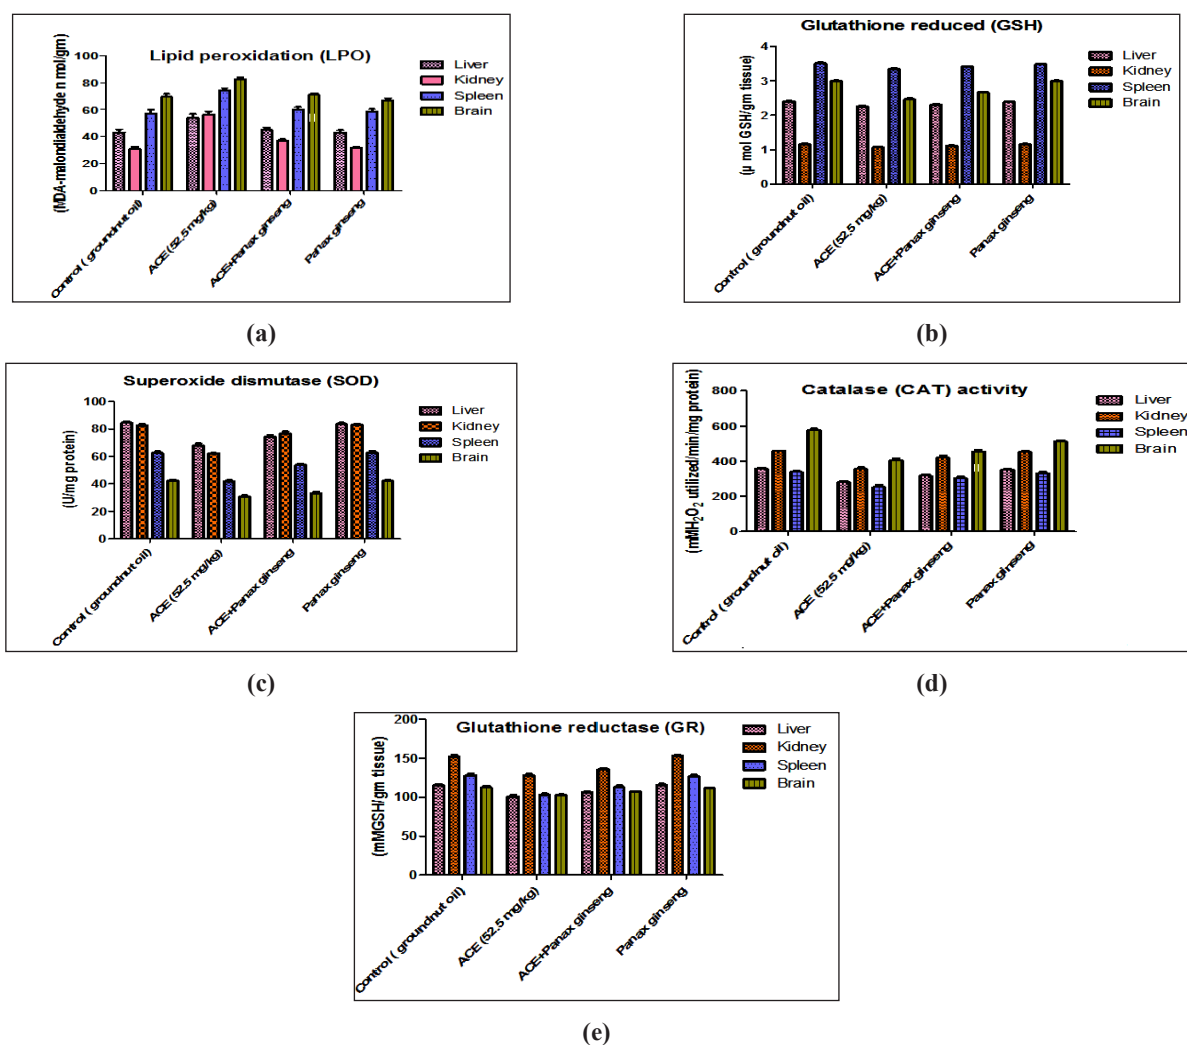 Lipid peroxidation (LPO)
(MDA-malondialdehyde n mol/gm)
100
80
60
40
20
0
Liver
Kidney
Spleen
Brain
Control ( groundnut oil)
ACE (52.5 mg/kg)
ACE+Panax ginseng
Panax ginseng
(a)
Glutathione reduced (GSH)
(µ mol GSH/gm tissue)
4
3
2
1
0
Liver
Kidney
Spleen
Brain
Control ( groundnut oil)
ACE (52.5 mg/kg)
ACE+Panax ginseng
Panax ginseng
(b)
Superoxide dismutase (SOD)
(U/mg protein)
100
80
60
40
20
0
Liver
Kidney
Spleen
Brain
Control ( groundnut oil)
ACE (52.5 mg/kg)
ACE+Panax ginseng
Panax ginseng
(c)
Catalase (CAT) activity
(mMH₂O₂ utilized/min/mg protein)
800
600
400
200
0
Liver
Kidney
Spleen
Brain
Control ( groundnut oil)
ACE (52.5 mg/kg)
ACE+Panax ginseng
Panax ginseng
(d)
Glutathione reductase (GR)
(mMGSH/gm tissue)
200
150
100
50
0
Liver
Kidney
Spleen
Brain
Control ( groundnut oil)
ACE (52.5 mg/kg)
ACE+Panax ginseng
Panax ginseng
(e)